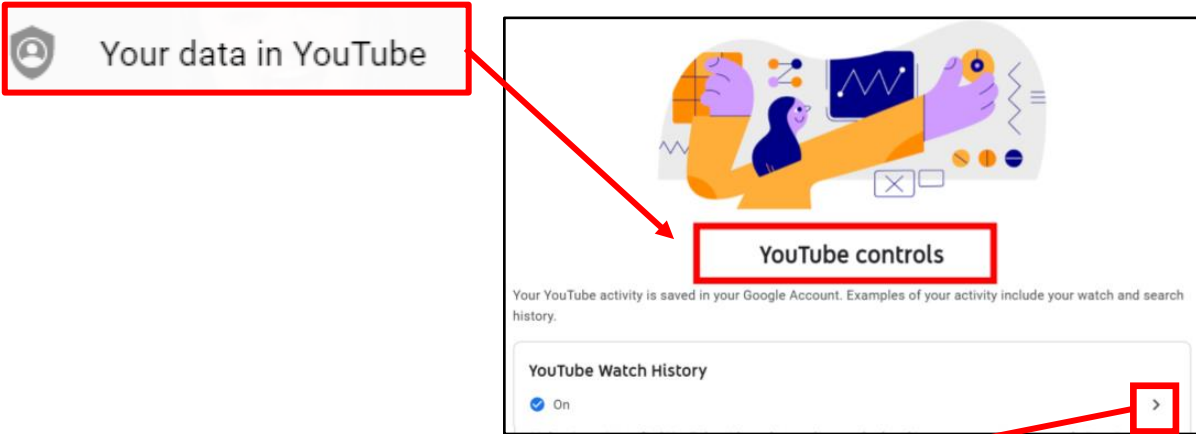 Your data in YouTube
YouTube controls
Your YouTube activity is saved in your Google Account. Examples of your activity include your watch and search
history.
YouTube Watch History
On